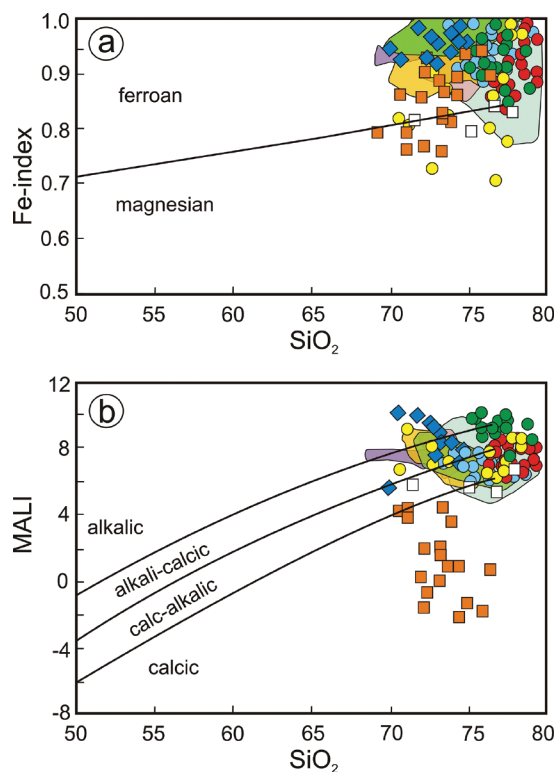 a
1.0
0.9
0.8
0.7
0.6
0.5
Fe-index
ferroan
magnesian
50 55 60 65 70 75 80
SiO₂
b
12
8
4
0
-4
-8
MALI
alkalic
alkali-calcic
calc-alkalic
calcic
50 55 60 65 70 75 80
SiO₂